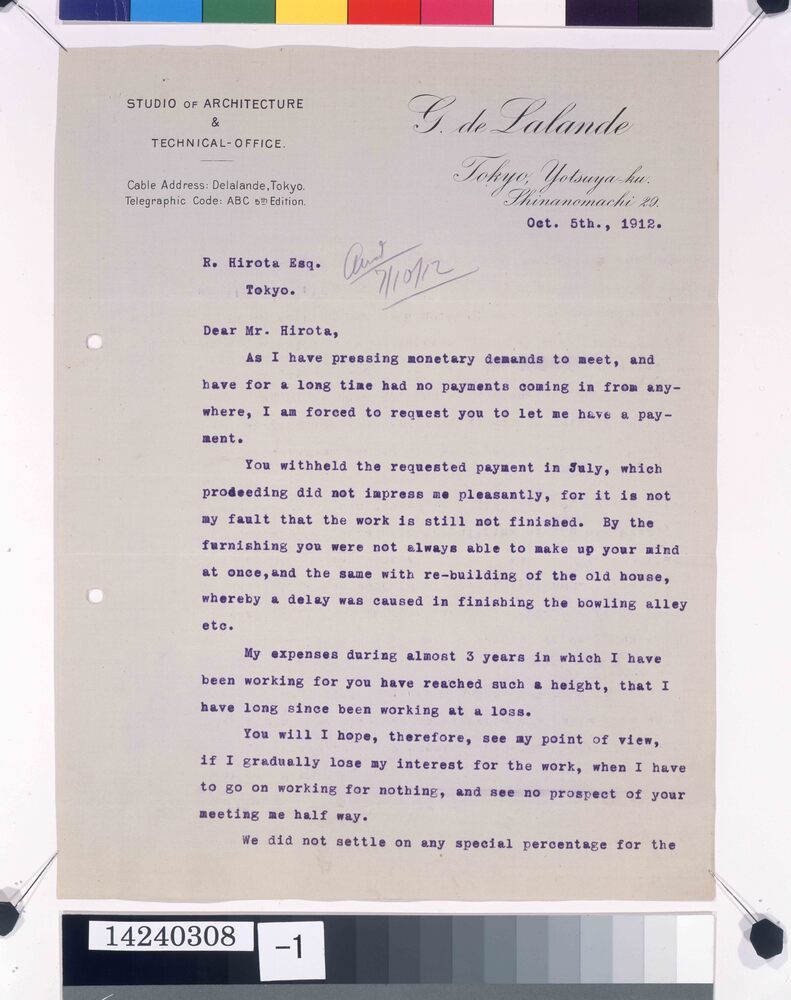 STUDIO OF ARCHITECTURE
&
TECHNICAL-OFFICE.
Cable Address: Delalande, Tokyo.
Telegraphic Code: ABC 5th Edition.
G. de Lalande
Tokyo, Yotsuya-ku.
Shinanomachi 29.
Oct. 5th., 1912.
R. Hirota Esq.
Tokyo.
7/10/12
Dear Mr. Hirota,
As I have pressing monetary demands to meet, and
have for a long time had no payments coming in from any-
where, I am forced to request you to let me have a pay-
ment.
You withheld the requested payment in July, which
prodeeding did not impress me pleasantly, for it is not
my fault that the work is still not finished. By the
furnishing you were not always able to make up your mind
at once,and the same with re-building of the old house,
whereby a delay was caused in finishing the bowling alley
etc.
My expenses during almost 3 years in which I have
been working for you have reached such a height, that I
have long since been working at a loss.
You will I hope, therefore, see my point of view,
if I gradually lose my interest for the work, when I have
to go on working for nothing, and see no prospect of your
meeting me half way.
We did not settle on any special percentage for the
14240308
-1